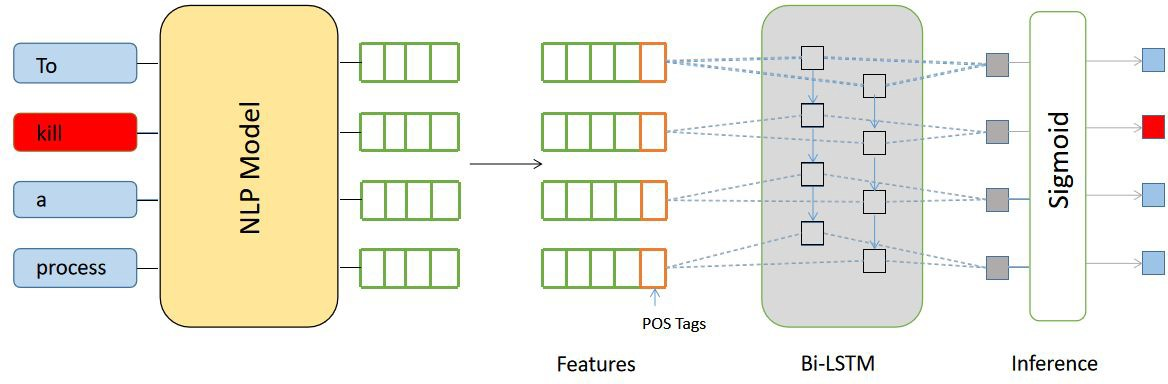 To
kill
a
process
NLP Model
POS Tags
Features
Bi-LSTM
Sigmoid
Inference